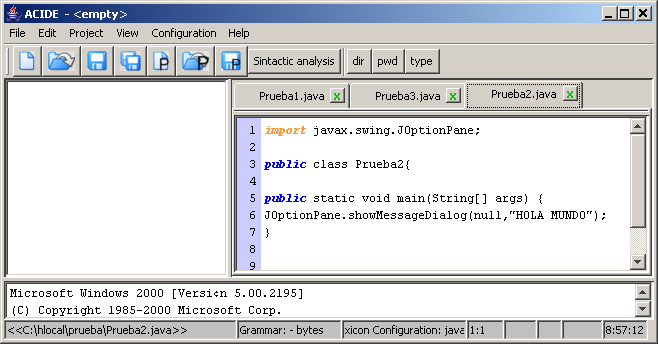 ACIDE - <empty>
File Edit Project View Configuration Help
P P P Sintactic analysis dir pwd type
Prueba1.java x Prueba3.java x Prueba2.java x
1 import javax.swing.JOptionPane;
2
3 public class Prueba2{
4
5 public static void main(String[] args) {
6 JOptionPane.showMessageDialog(null,"HOLA MUNDO");
7 }
8
9
Microsoft Windows 2000 [Versi¢n 5.00.2195]
(C) Copyright 1985-2000 Microsoft Corp.
<<C:\hlocal\prueba\Prueba2.java>> Grammar: - bytes xicon Configuration: java 1:1 8:57:12